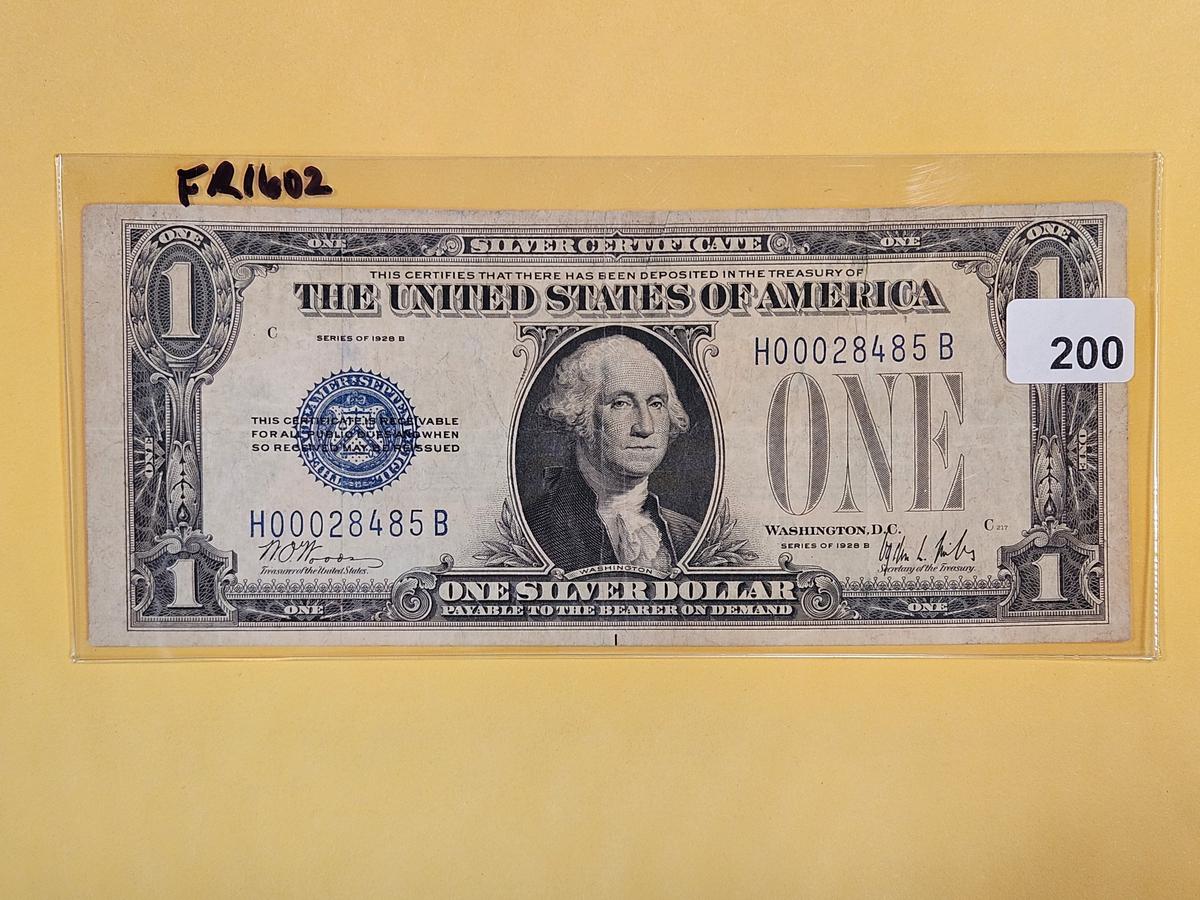 FR1602
ONE SILVER CERTIFICATE ONE
ONE ONE
1 1
THIS CERTIFIES THAT THERE HAS BEEN DEPOSITED IN THE TREASURY OF
THE UNITED STATES OF AMERICA
C SERIES OF 1928 B
H00028485 B
200
ONE
THIS CERTIFICATE IS RECEIVABLE
FOR ALL PUBLIC DUES AND WHEN
SO RECEIVED MAY BE REISSUED
ONE ONE
H00028485 B
WASHINGTON, D.C.
C 217
SERIES OF 1928 B
W. O. Woods
Treasurer of the United States.
Secretary of the Treasury.
WASHINGTON
1 1
ONE SILVER DOLLAR
ONE ONE
PAYABLE TO THE BEARER ON DEMAND